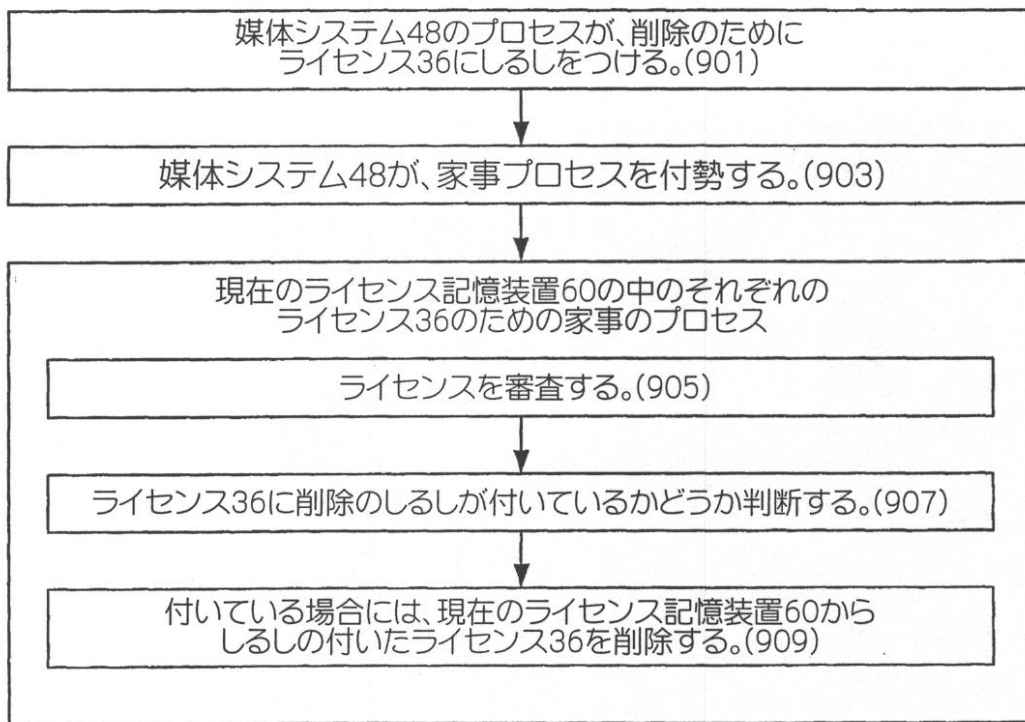 媒体システム48のプロセスが、削除のために
ライセンス36にしるしをつける。(901)
媒体システム48が、家事プロセスを付勢する。(903)
現在のライセンス記憶装置60の中のそれぞれの
ライセンス36のための家事のプロセス
ライセンスを審査する。(905)
ライセンス36に削除のしるしが付いているかどうか判断する。(907)
付いている場合には、現在のライセンス記憶装置60から
しるしの付いたライセンス36を削除する。(909)